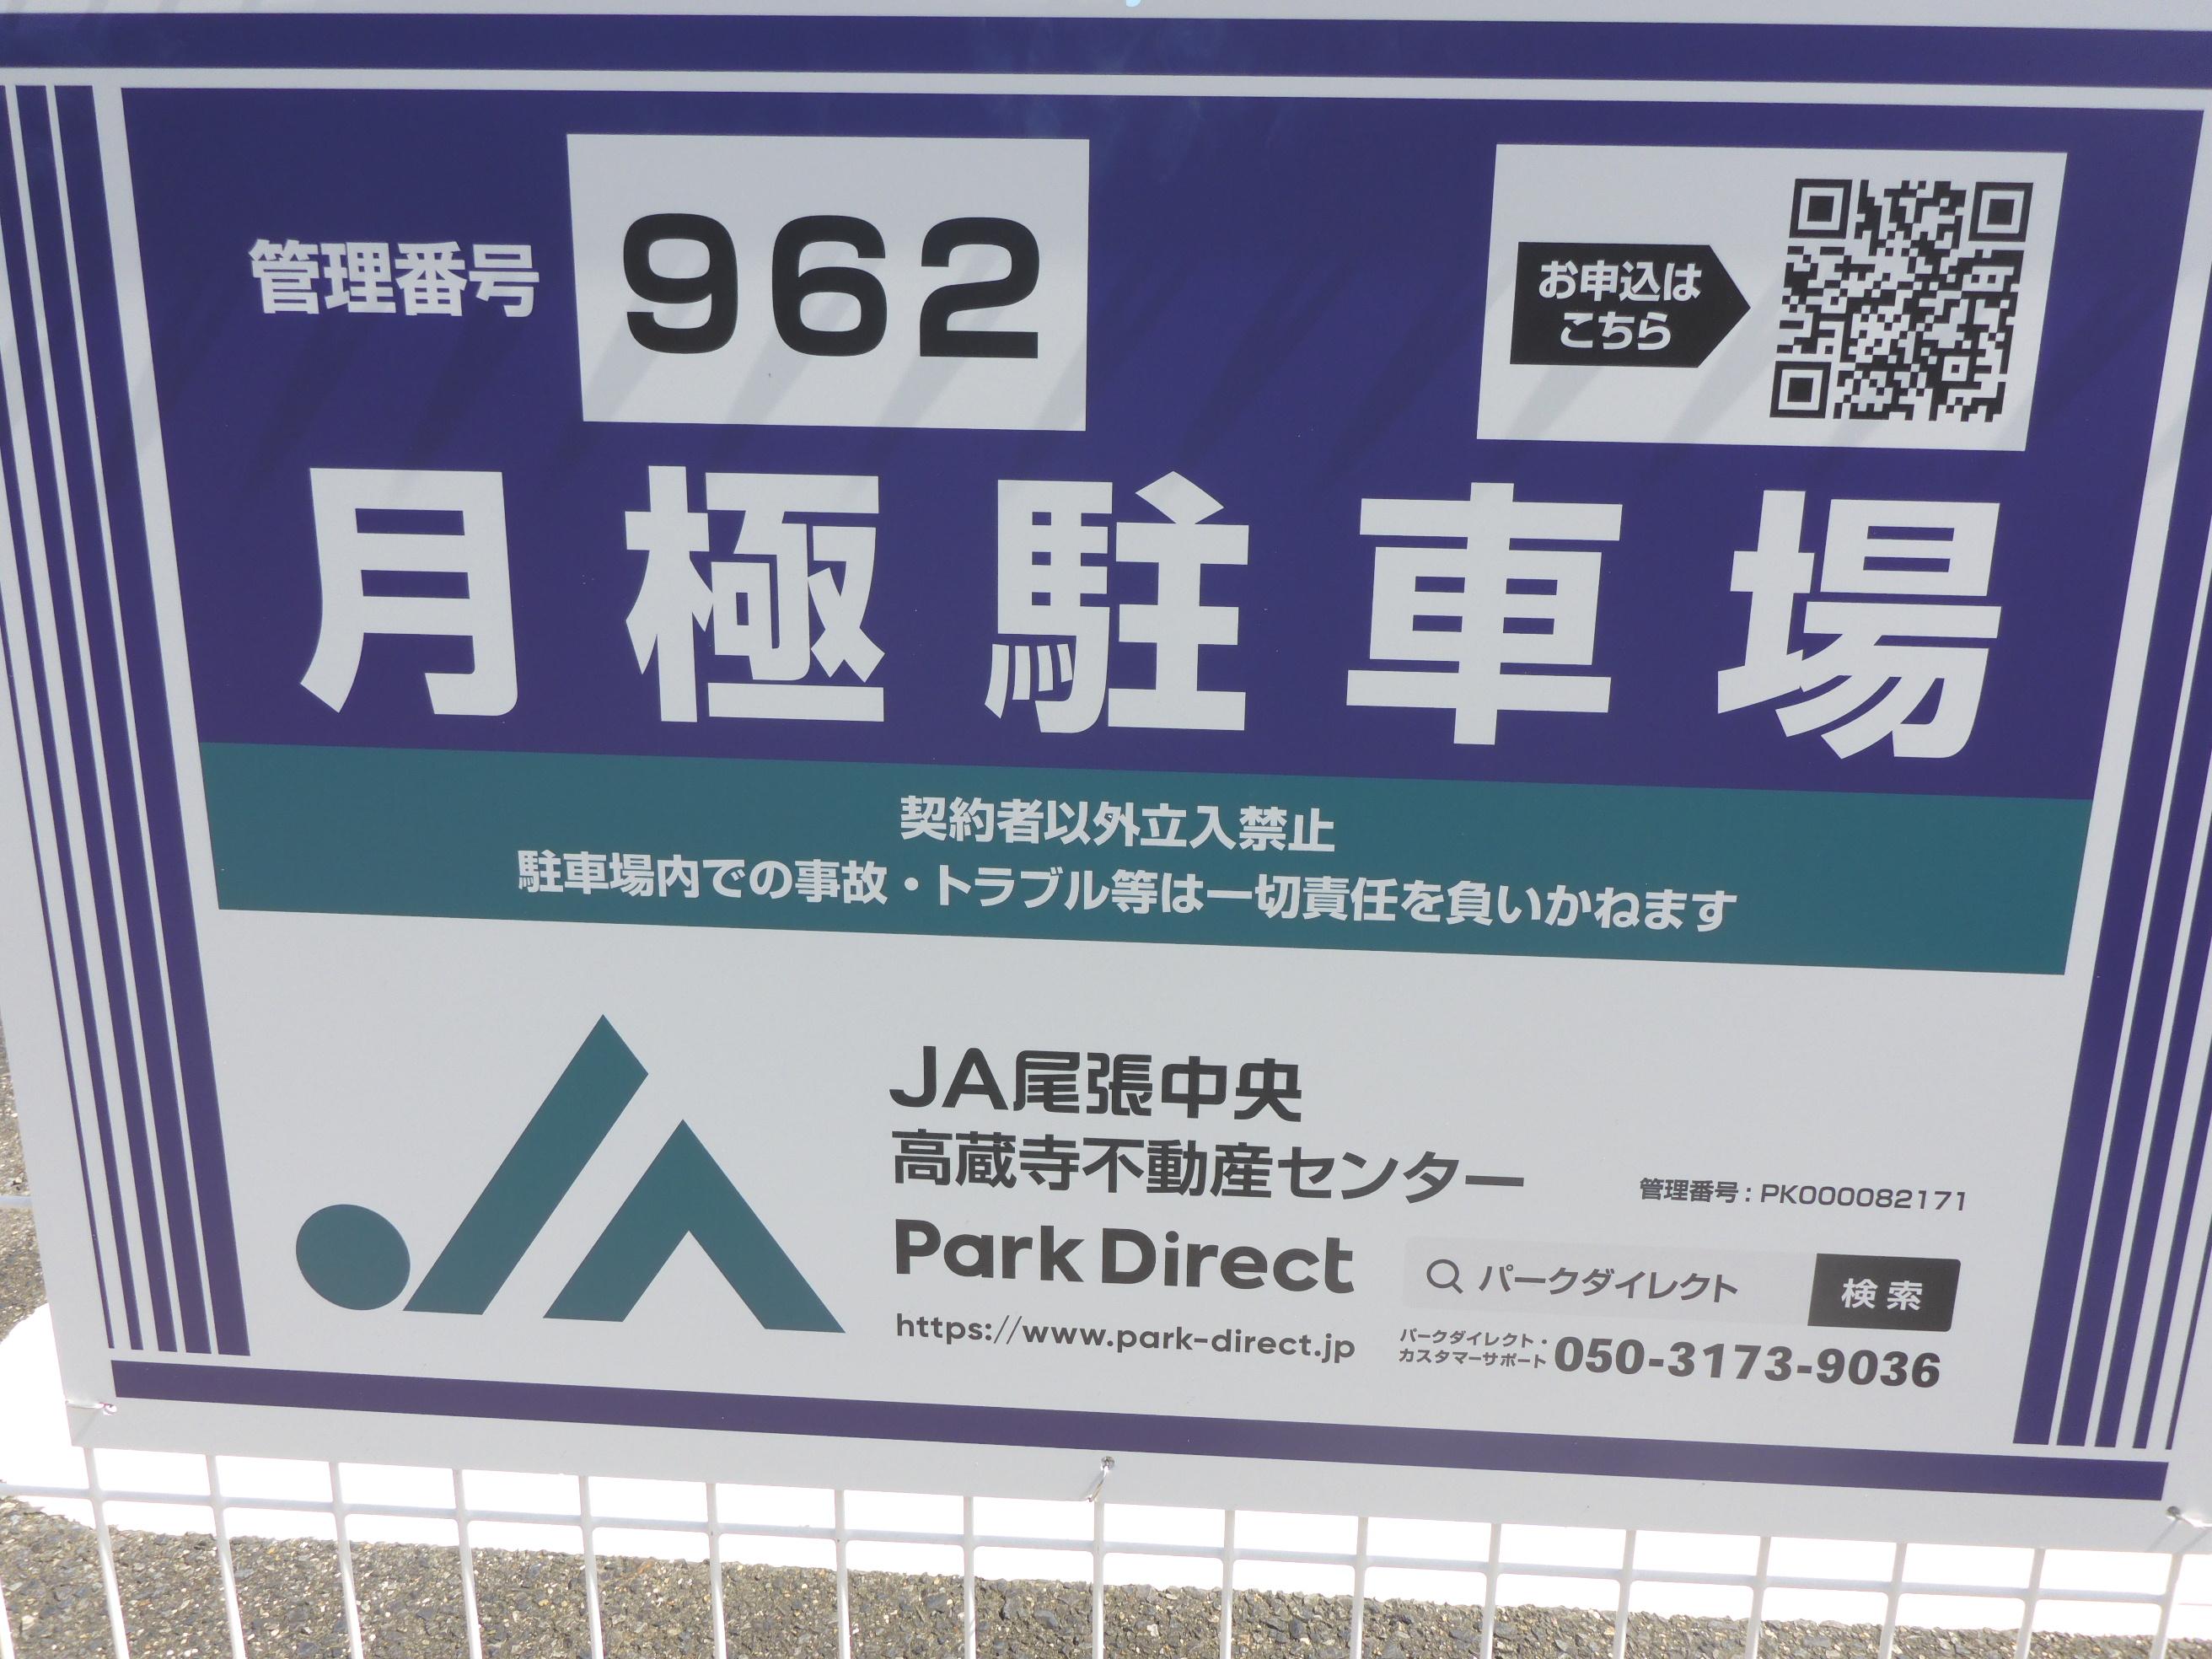 管理番号
962
お申込は
こちら
月極駐車場
契約者以外立入禁止
駐車場内での事故・トラブル等は一切責任を負いかねます
JA
JA尾張中央
高蔵寺不動産センター
管理番号：PK000082171
Park Direct
パークダイレクト
検索
https://www.park-direct.jp
パークダイレクト・
カスタマーサポート
050-3173-9036